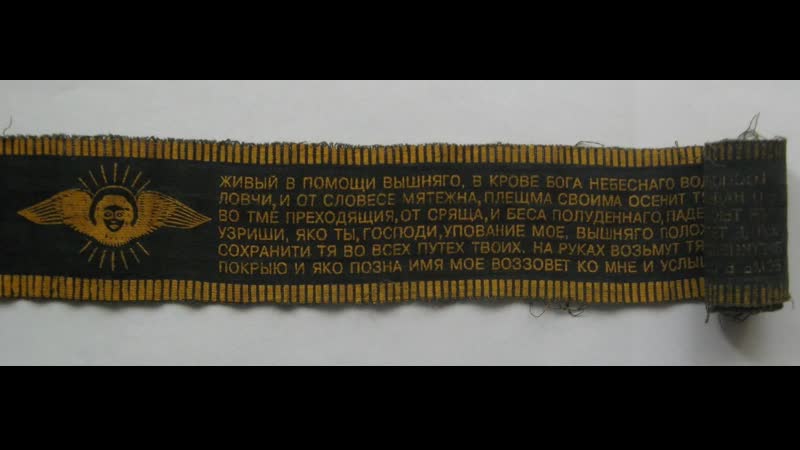 ЖИВЫЙ В ПОМОЩИ ВЫШНЯГО, В КРОВЕ БОГА НЕБЕСНАГО
ЛОВЧИ, И ОТ СЛОВЕСЕ МЯТЕЖНА, ПЛЕЩМА СВОИМА ОСЕНИТ
ВО ТМЕ ПРЕХОДЯЩИЯ, ОТ СРЯЩА, И БЕСА ПОЛУДЕННАГО,
УЗРИШИ, ЯКО ТЫ, ГОСПОДИ, УПОВАНИЕ МОЕ, ВЫШНЯГО
СОХРАНИТИ ТЯ ВО ВСЕХ ПУТЕХ ТВОИХ. НА РУКАХ ВОЗЬМУТ ТЯ
ПОКРЫЮ И ЯКО ПОЗНА ИМЯ МОЕ ВОЗЗОВЕТ КО МНЕ И